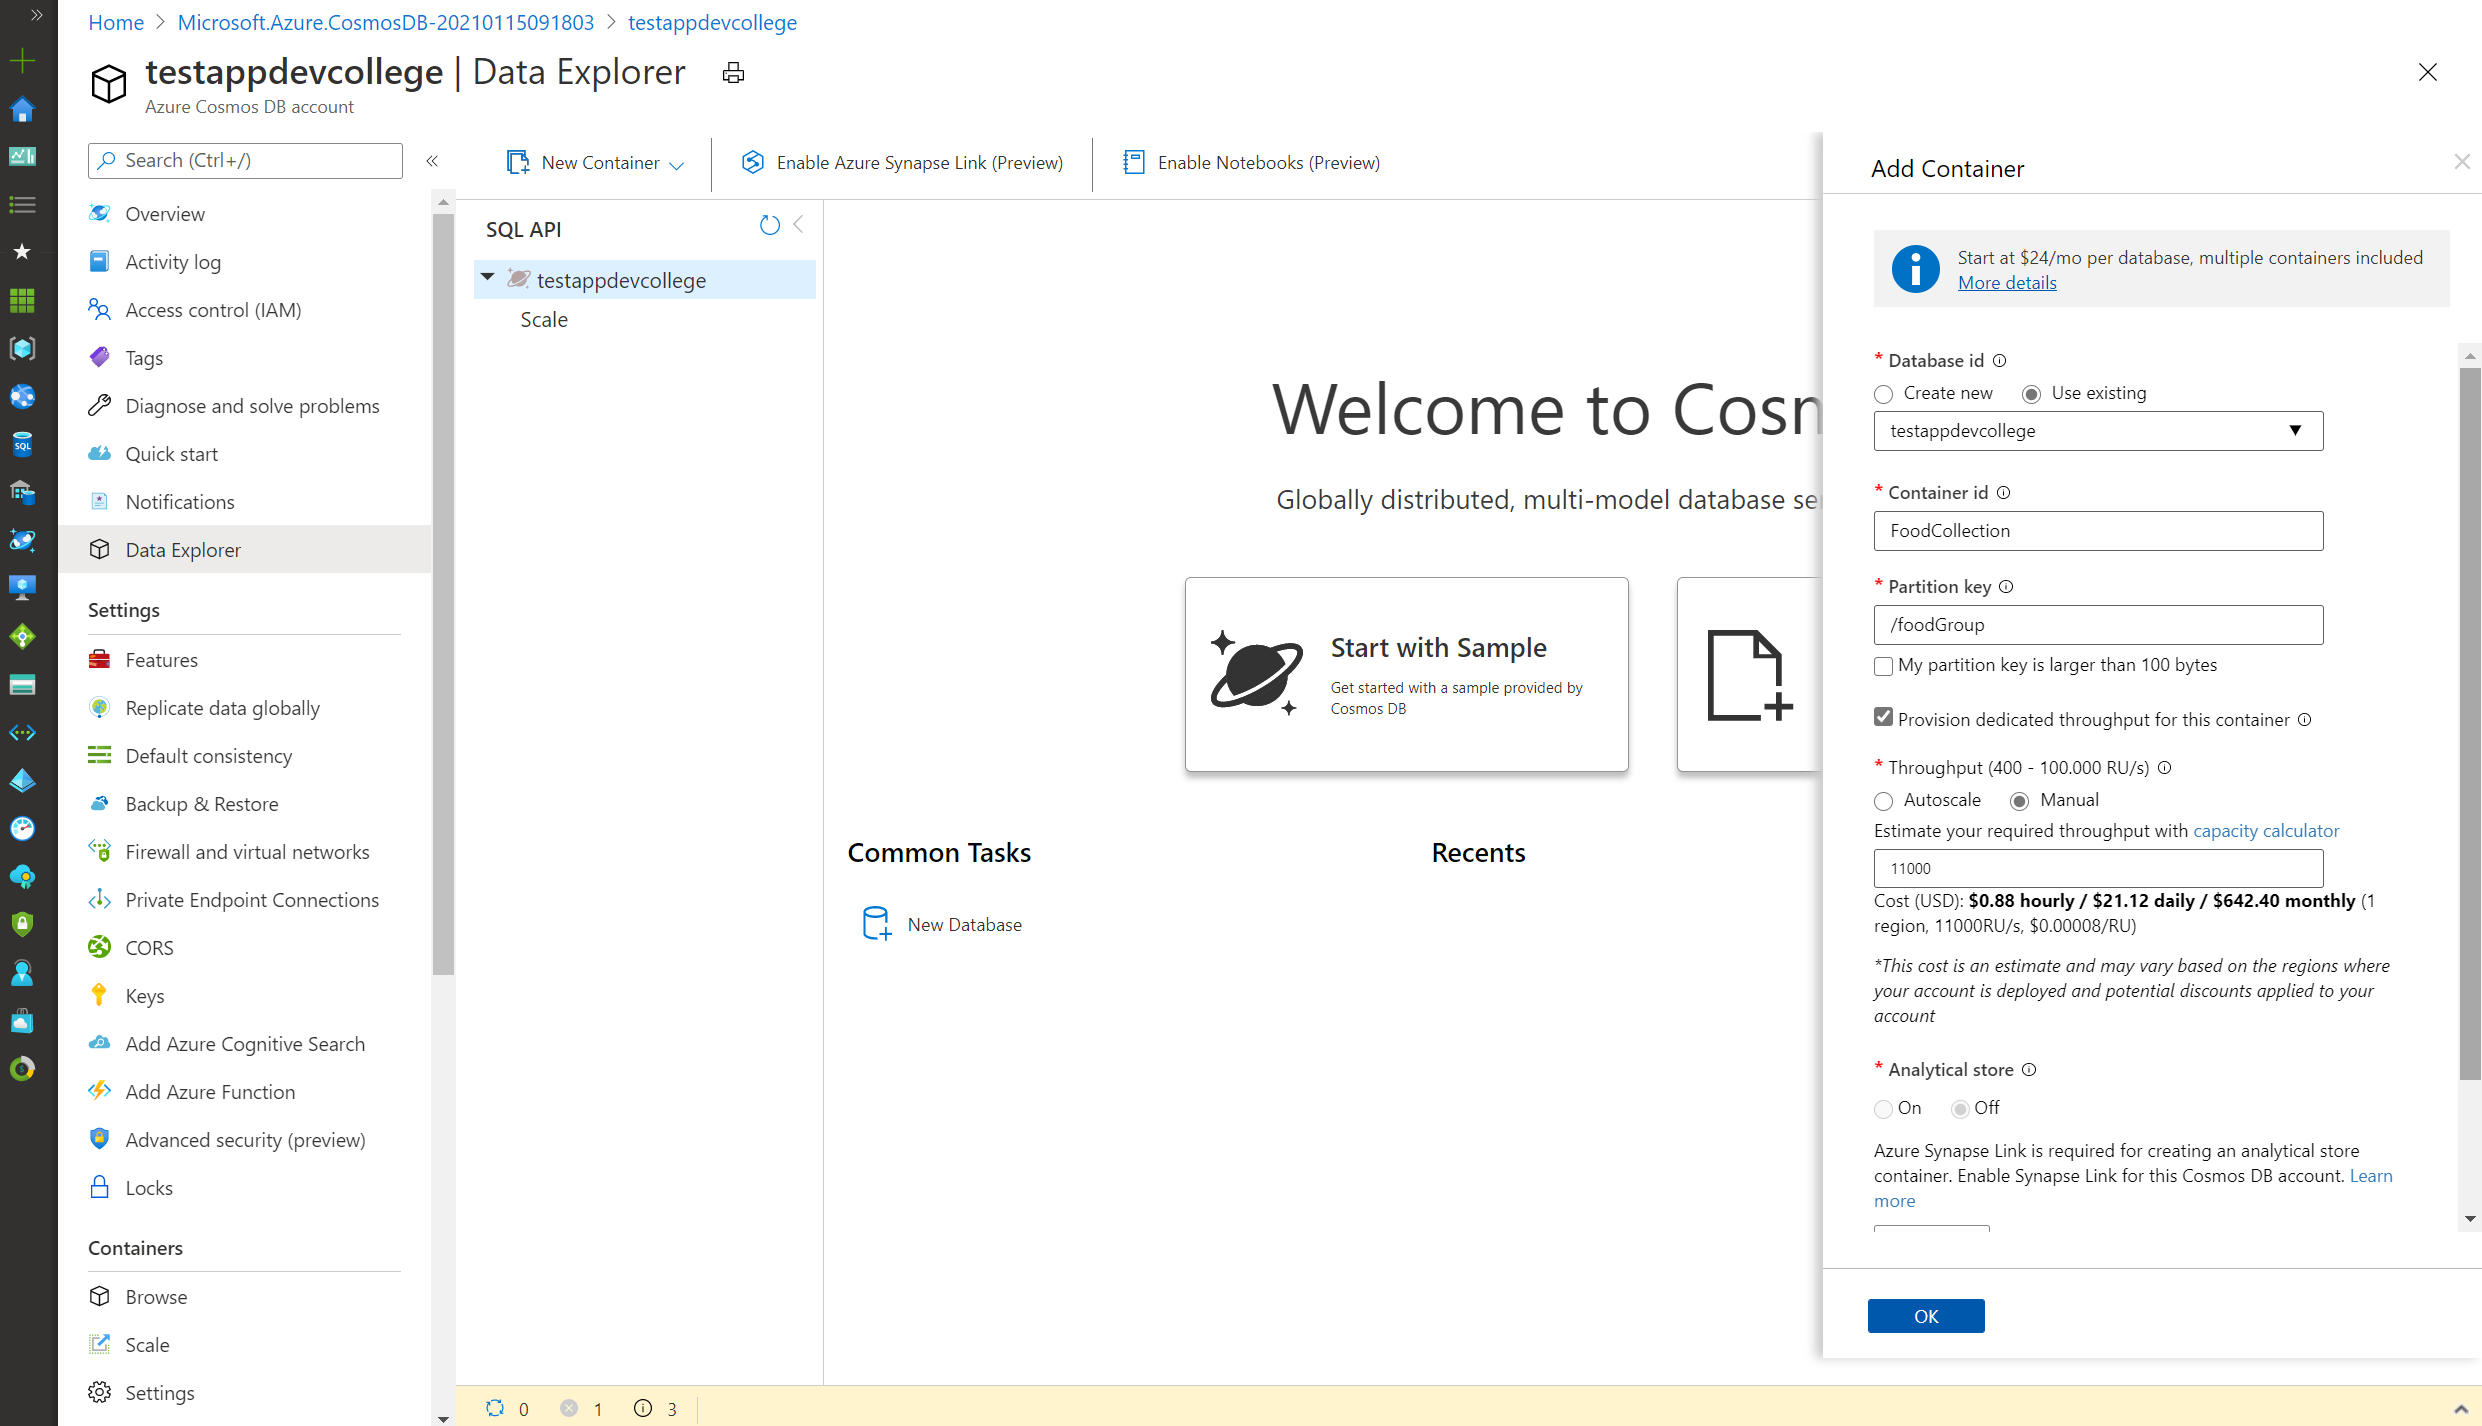 Home > Microsoft.Azure.CosmosDB-20210115091803 > testappdevcollege
testappdevcollege | Data Explorer
Azure Cosmos DB account
Search (Ctrl+/)
Overview
Activity log
Access control (IAM)
Tags
Diagnose and solve problems
Quick start
Notifications
Data Explorer
Settings
Features
Replicate data globally
Default consistency
Backup & Restore
Firewall and virtual networks
Private Endpoint Connections
CORS
Keys
Add Azure Cognitive Search
Add Azure Function
Advanced security (preview)
Locks
Containers
Browse
Scale
Settings
New Container
Enable Azure Synapse Link (Preview)
Enable Notebooks (Preview)
SQL API
testappdevcollege
Scale
Welcome to Cosm
Globally distributed, multi-model database se
Start with Sample
Get started with a sample provided by
Cosmos DB
Common Tasks
New Database
Recents
Add Container
Start at $24/mo per database, multiple containers included
More details
* Database id
Create new
Use existing
testappdevcollege
* Container id
FoodCollection
* Partition key
/foodGroup
My partition key is larger than 100 bytes
Provision dedicated throughput for this container
* Throughput (400 - 100.000 RU/s)
Autoscale
Manual
Estimate your required throughput with capacity calculator
11000
Cost (USD): $0.88 hourly / $21.12 daily / $642.40 monthly (1
region, 11000RU/s, $0.00008/RU)
*This cost is an estimate and may vary based on the regions where
your account is deployed and potential discounts applied to your
account
* Analytical store
On
Off
Azure Synapse Link is required for creating an analytical store
container. Enable Synapse Link for this Cosmos DB account. Learn
more
OK
0
1
3